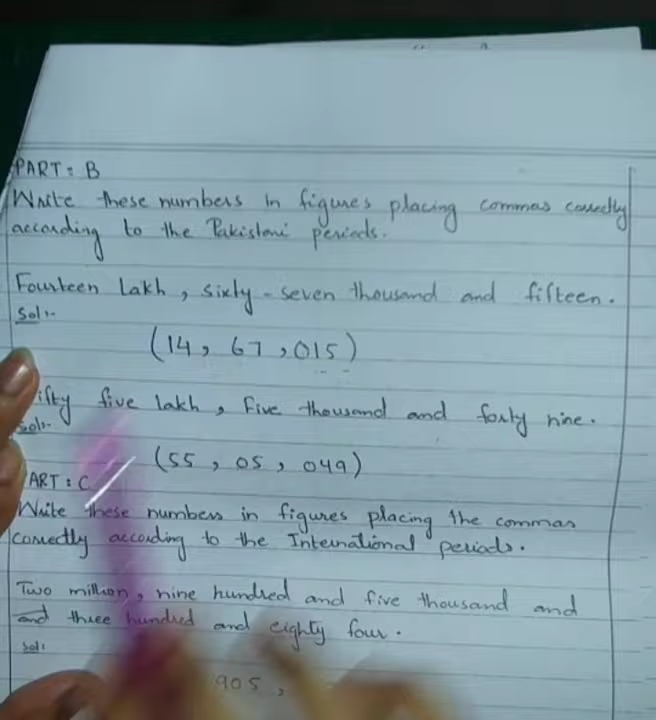 PART: B
Write these numbers in figures placing commas correctly
according to the Pakistani periods.
Fourteen Lakh, sixty-seven thousand and fifteen.
Sol:-
(14, 67, 015)
ifty five lakh, Five thousand and forty nine.
Sol:-
(55, 05, 049)
ART: C
Write these numbers in figures placing the commas
correctly according to the International periods.
Two million, nine hundred and five thousand and
and three hundred and eighty four.
Sol:
905,